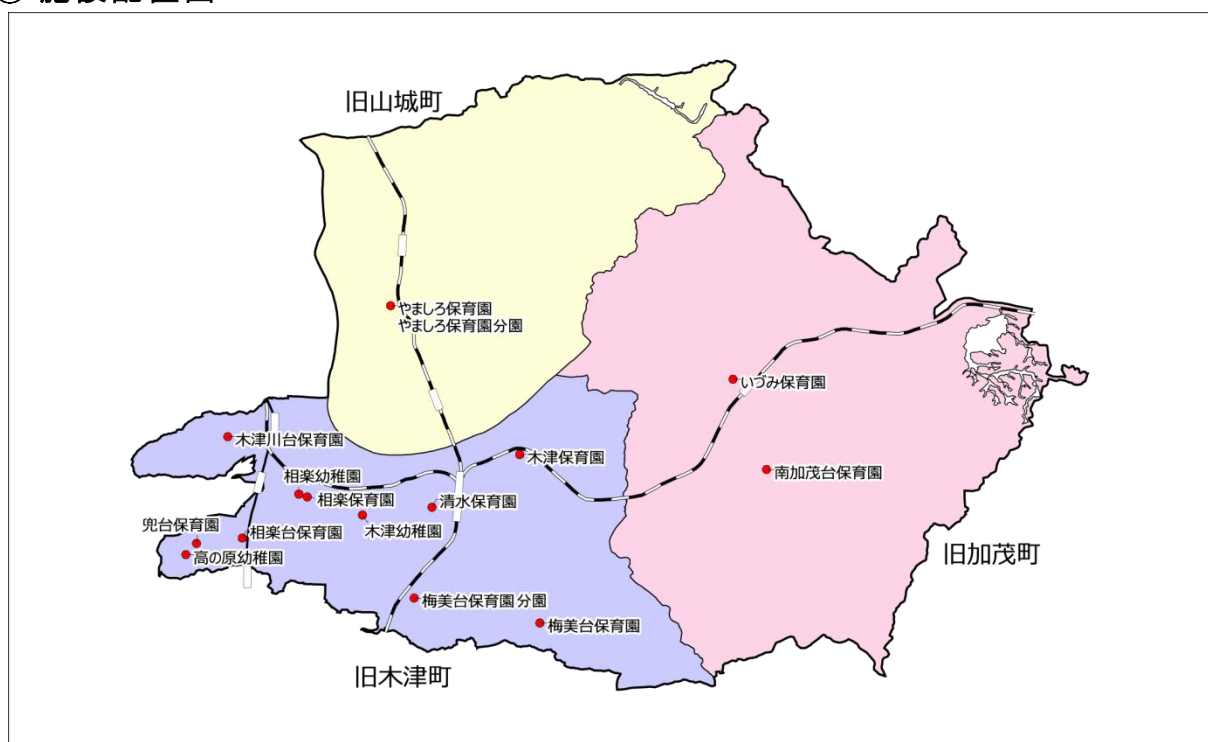 施設配置図
旧山城町
やましろ保育園
やましろ保育園分園
いづみ保育園
木津川台保育園
木津保育園
南加茂台保育園
相楽幼稚園
相楽保育園
清水保育園
木津幼稚園
兜台保育園
相楽台保育園
高の原幼稚園
旧加茂町
梅美台保育園分園
梅美台保育園
旧木津町